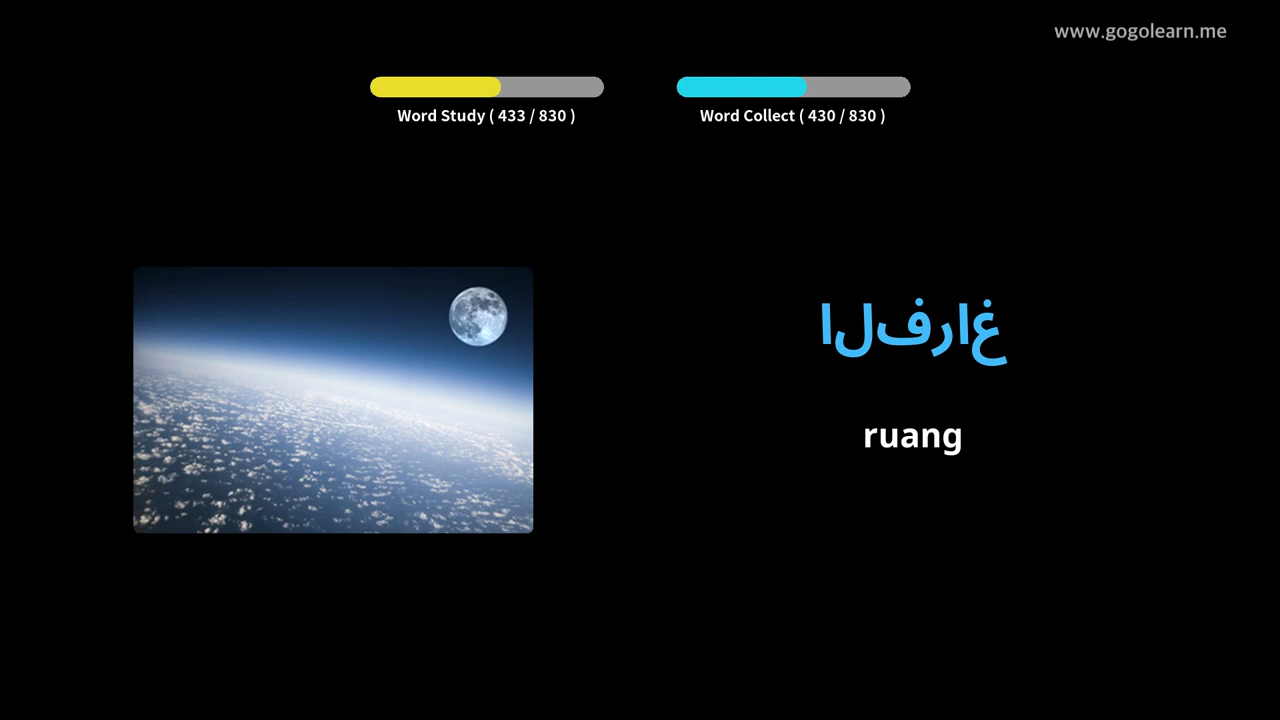 www.gogolearn.me
Word Study ( 433 / 830 )
Word Collect ( 430 / 830 )
الفراغ
ruang